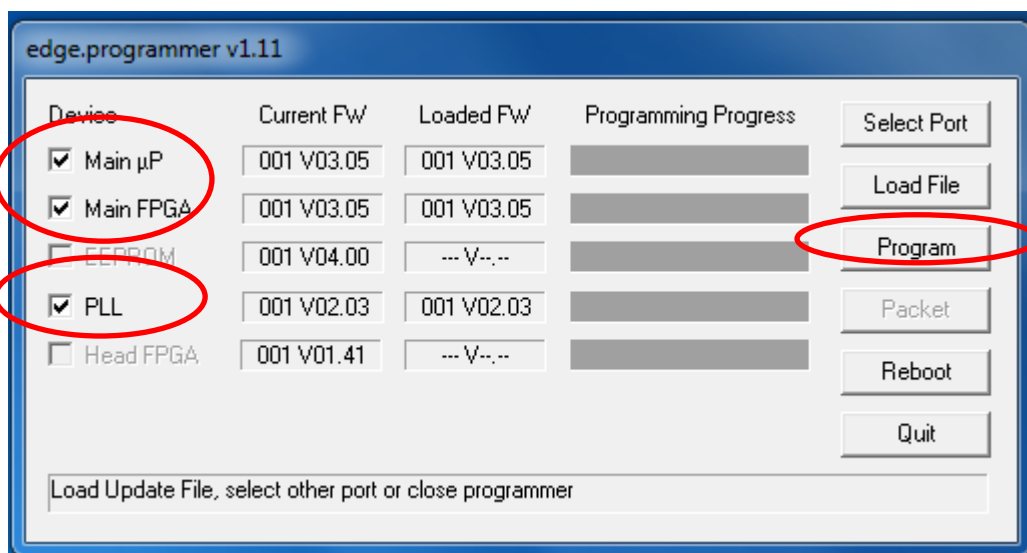 edge.programmer v1.11
Device Current FW Loaded FW Programming Progress Select Port
Main µP 001 V03.05 001 V03.05
Load File
Main FPGA 001 V03.05 001 V03.05
EEPROM 001 V04.00 --- V--.-- Program
PLL 001 V02.03 001 V02.03 Packet
Head FPGA 001 V01.41 --- V--.-- Reboot
Quit
Load Update File, select other port or close programmer